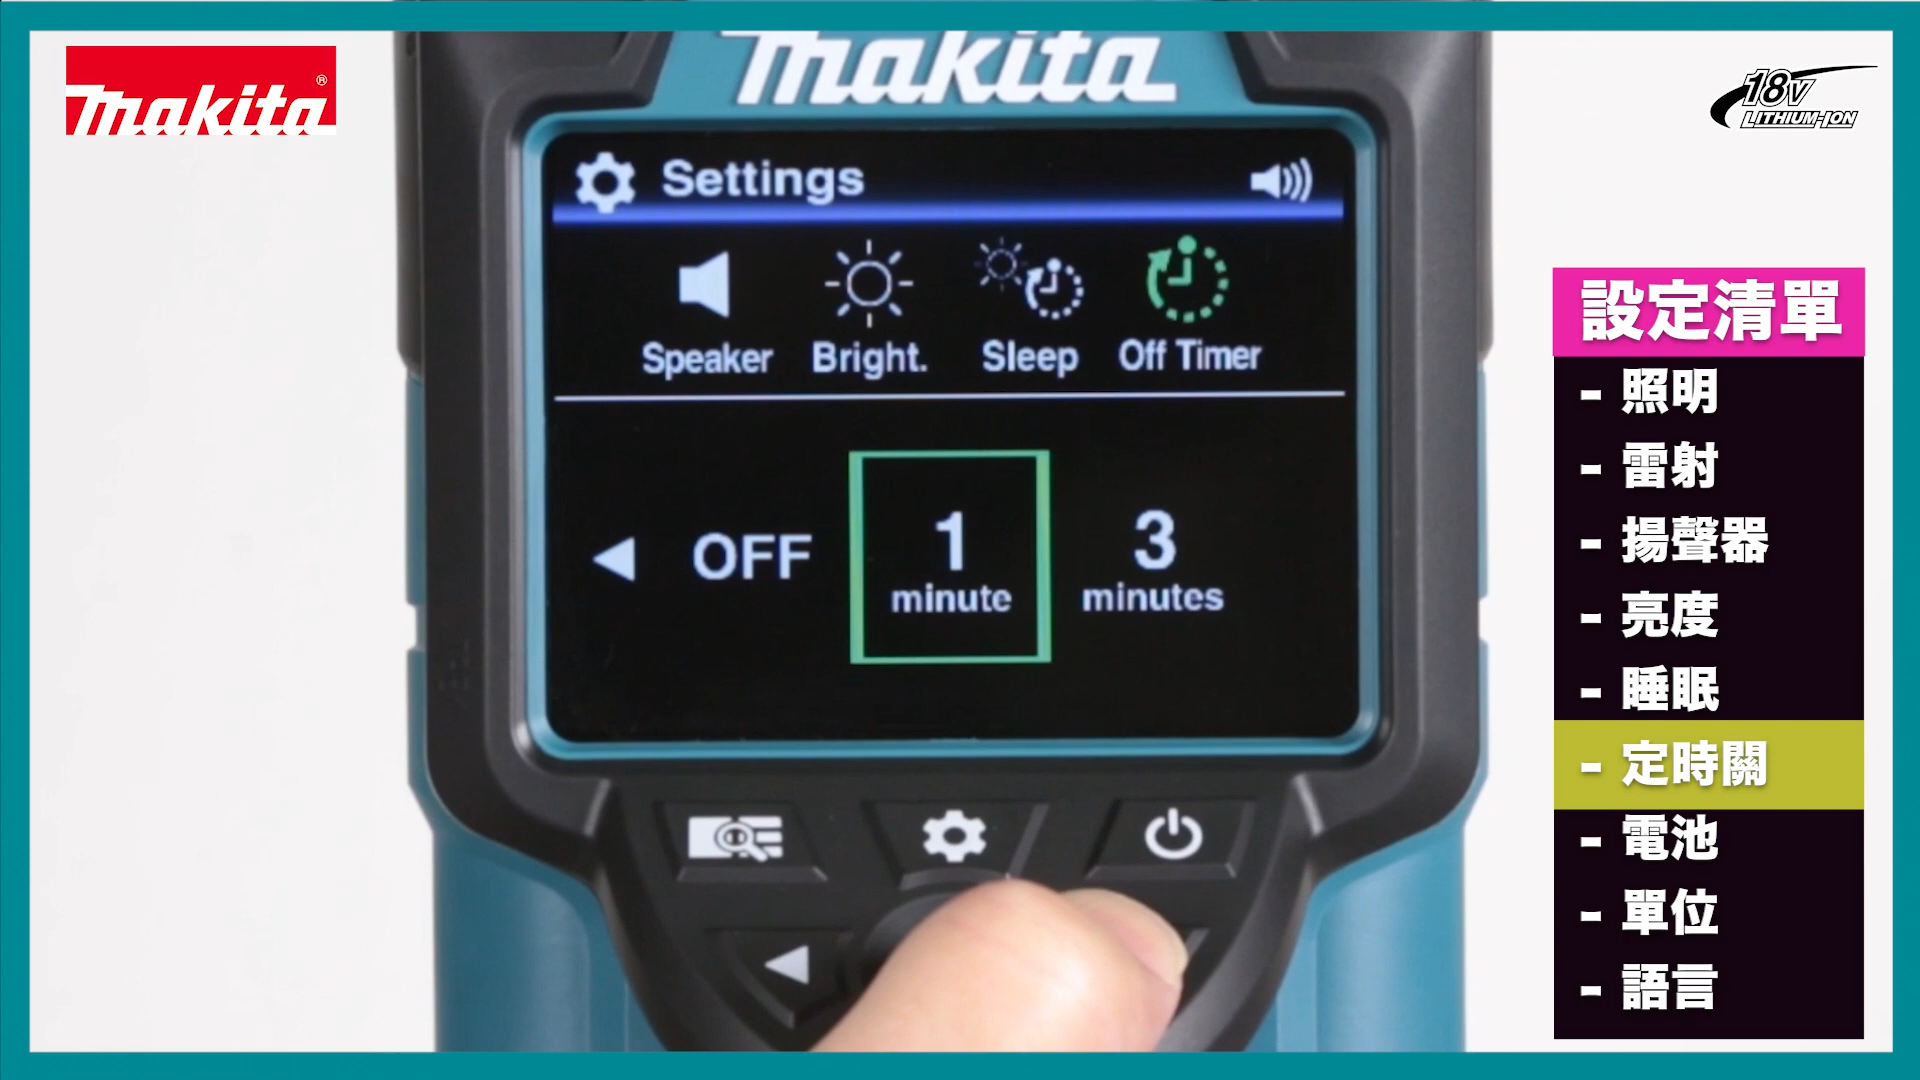 makita
makita®
18V
LITHIUM-ION
Settings
Speaker
Bright.
Sleep
Off Timer
OFF
1
minute
3
minutes
設定清單
- 照明
- 雷射
- 揚聲器
- 亮度
- 睡眠
- 定時關
- 電池
- 單位
- 語言